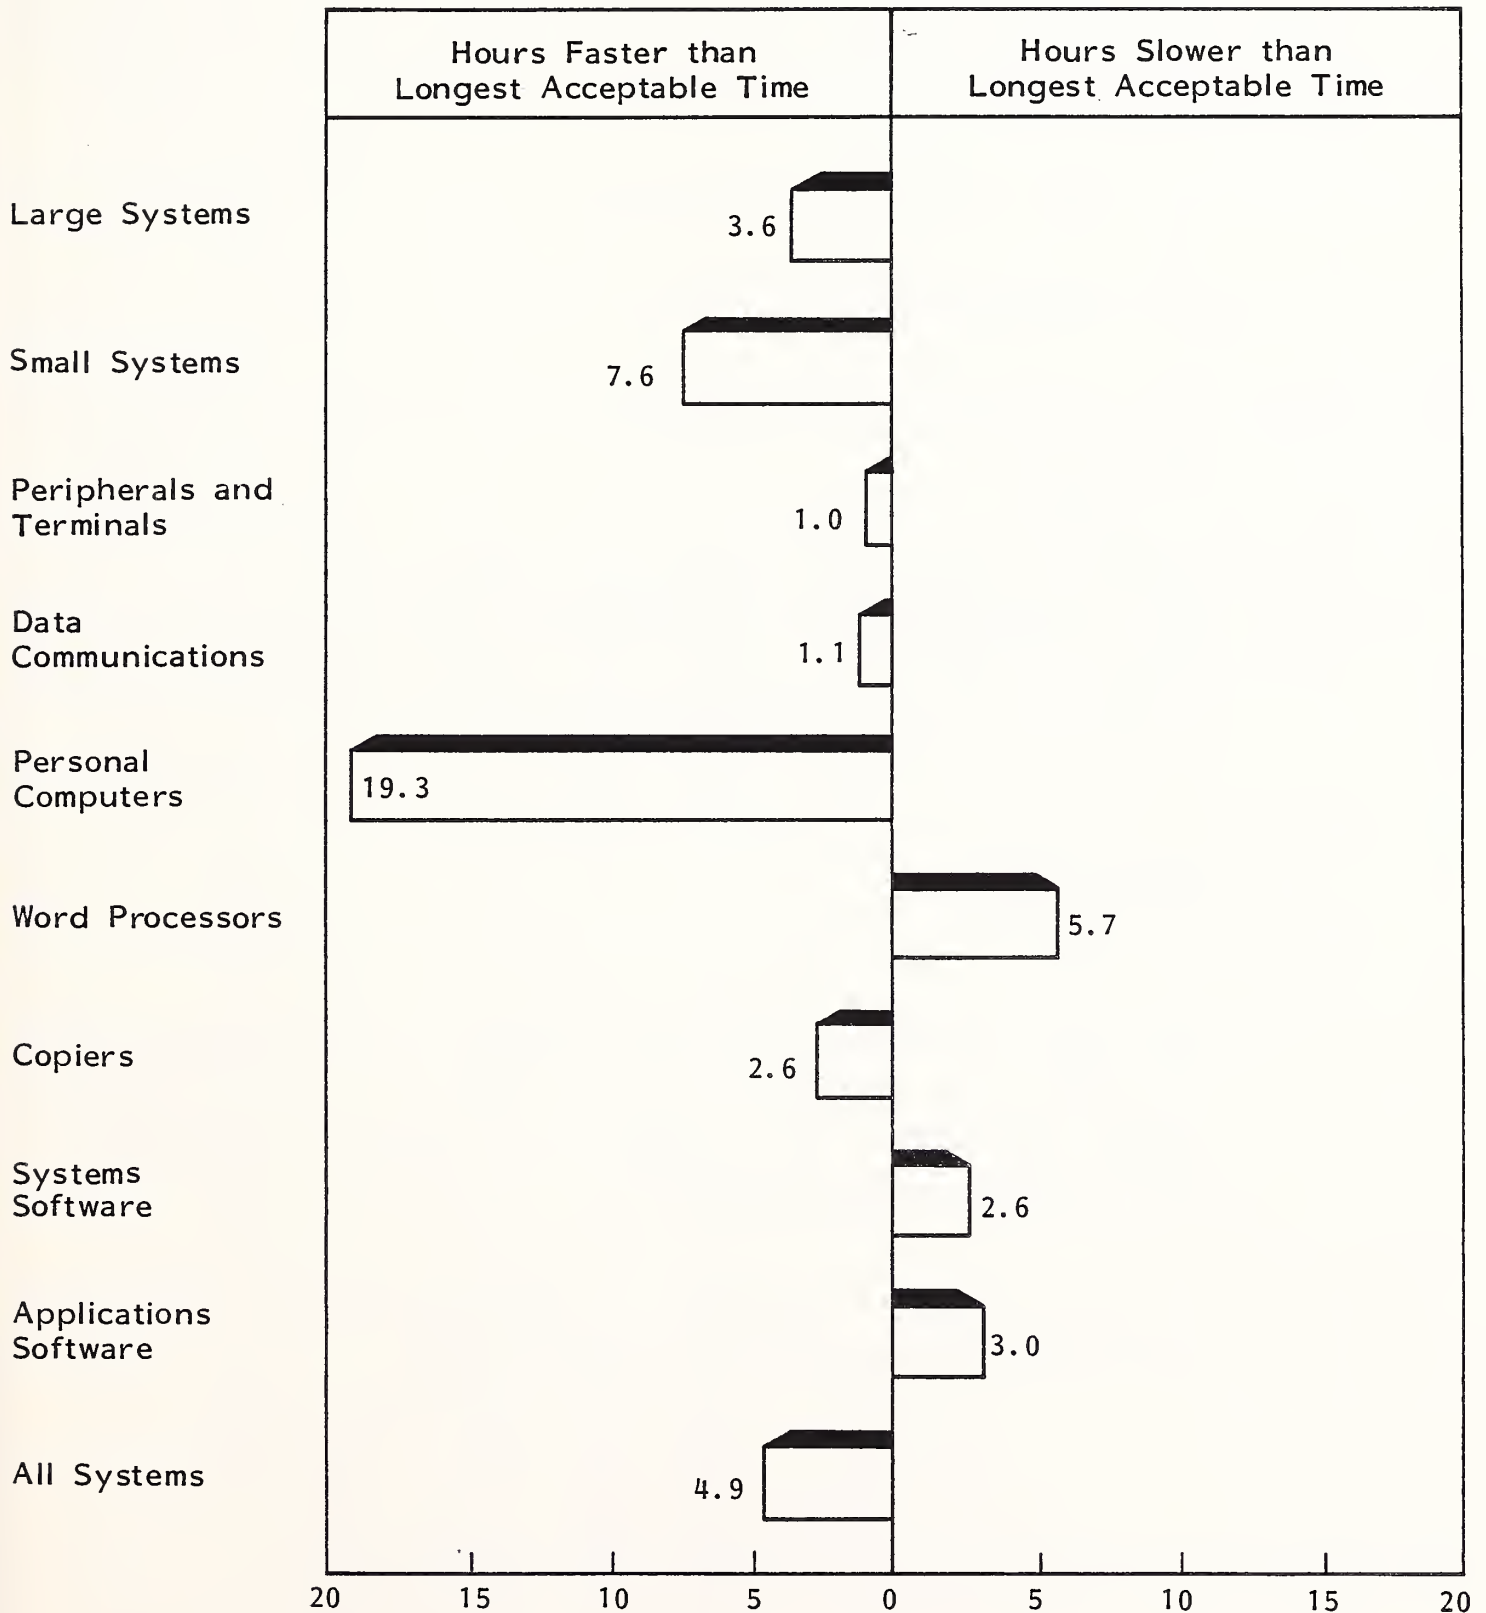 Hours Faster than
Longest Acceptable Time
Hours Slower than
Longest Acceptable Time
Large Systems
3.6
Small Systems
7.6
Peripherals and
Terminals
1.0
Data
Communications
1.1
Personal
Computers
19.3
Word Processors
5.7
Copiers
2.6
Systems
Software
2.6
Applications
Software
3.0
All Systems
4.9
20 15 10 5 0 5 10 15 20